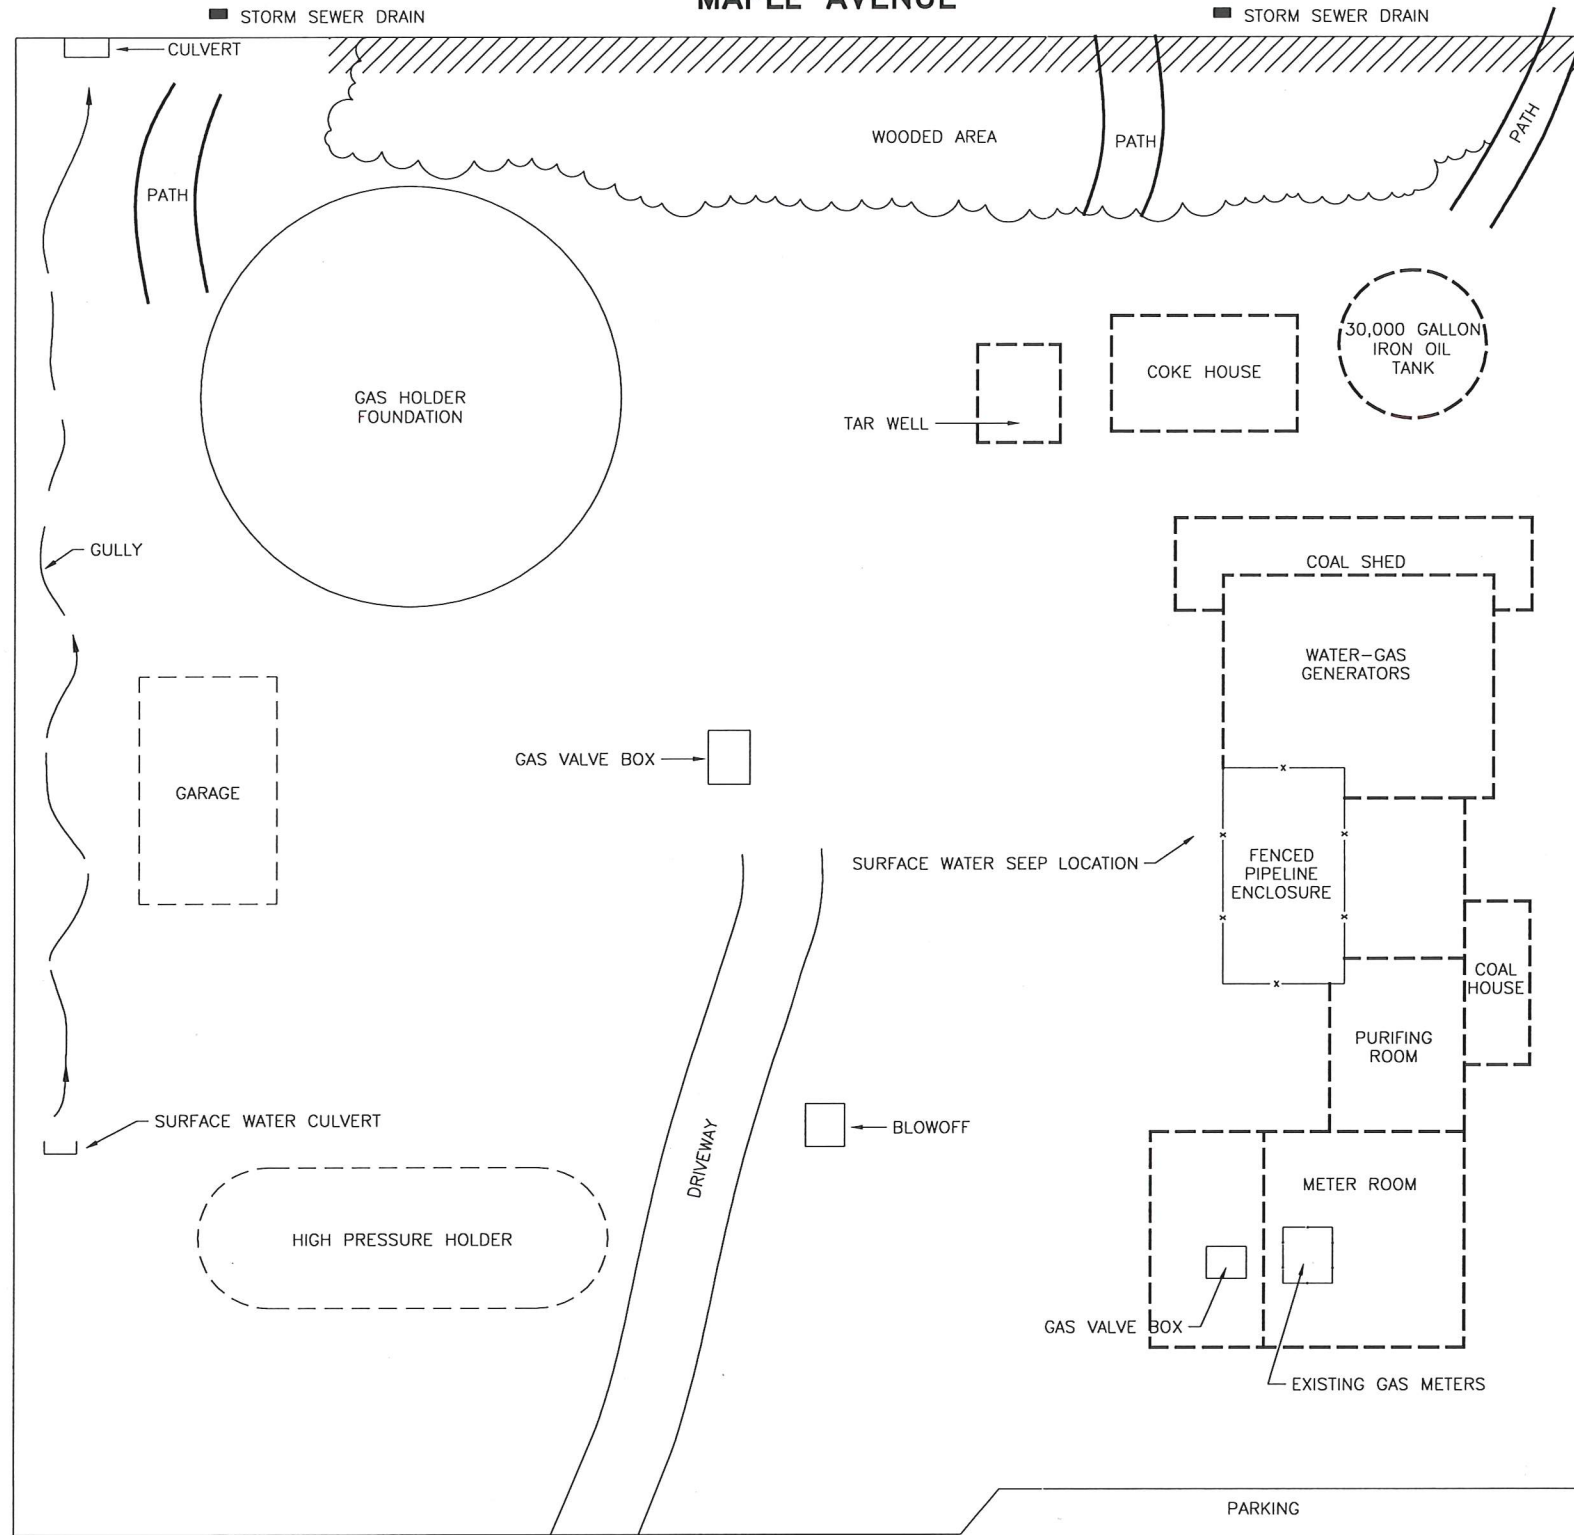 MAPLE AVENUE
STORM SEWER DRAIN
STORM SEWER DRAIN
CULVERT
WOODED AREA
PATH
PATH
PATH
30,000 GALLON
IRON OIL
TANK
COKE HOUSE
GAS HOLDER
FOUNDATION
TAR WELL
GULLY
COAL SHED
WATER-GAS
GENERATORS
GAS VALVE BOX
GARAGE
SURFACE WATER SEEP LOCATION
FENCED
PIPELINE
ENCLOSURE
COAL
HOUSE
PURIFING
ROOM
SURFACE WATER CULVERT
BLOWOFF
DRIVEWAY
METER ROOM
HIGH PRESSURE HOLDER
GAS VALVE BOX
EXISTING GAS METERS
PARKING